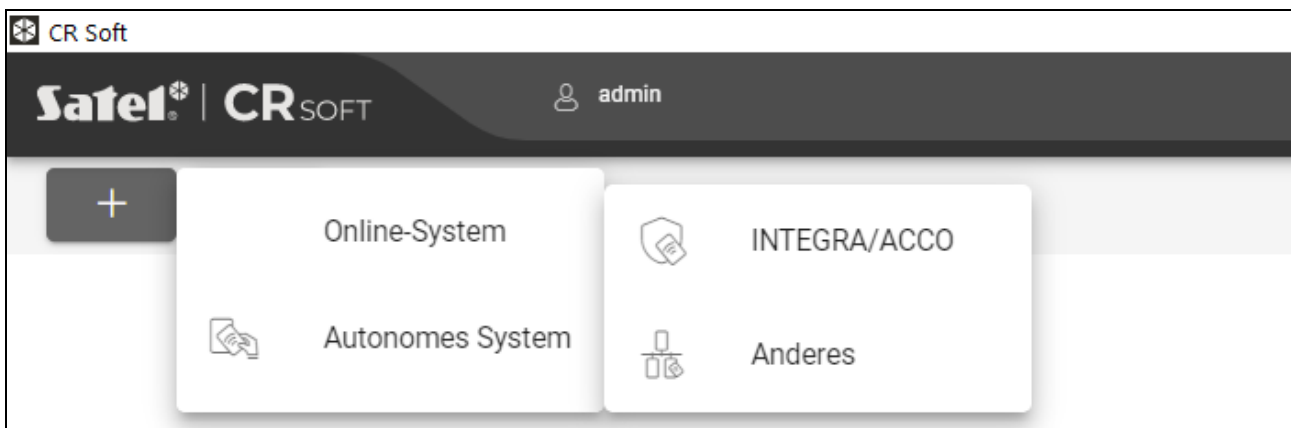 CR Soft
Satel® | CR SOFT
admin
+
Online-System
INTEGRA/ACCO
Autonomes System
Anderes